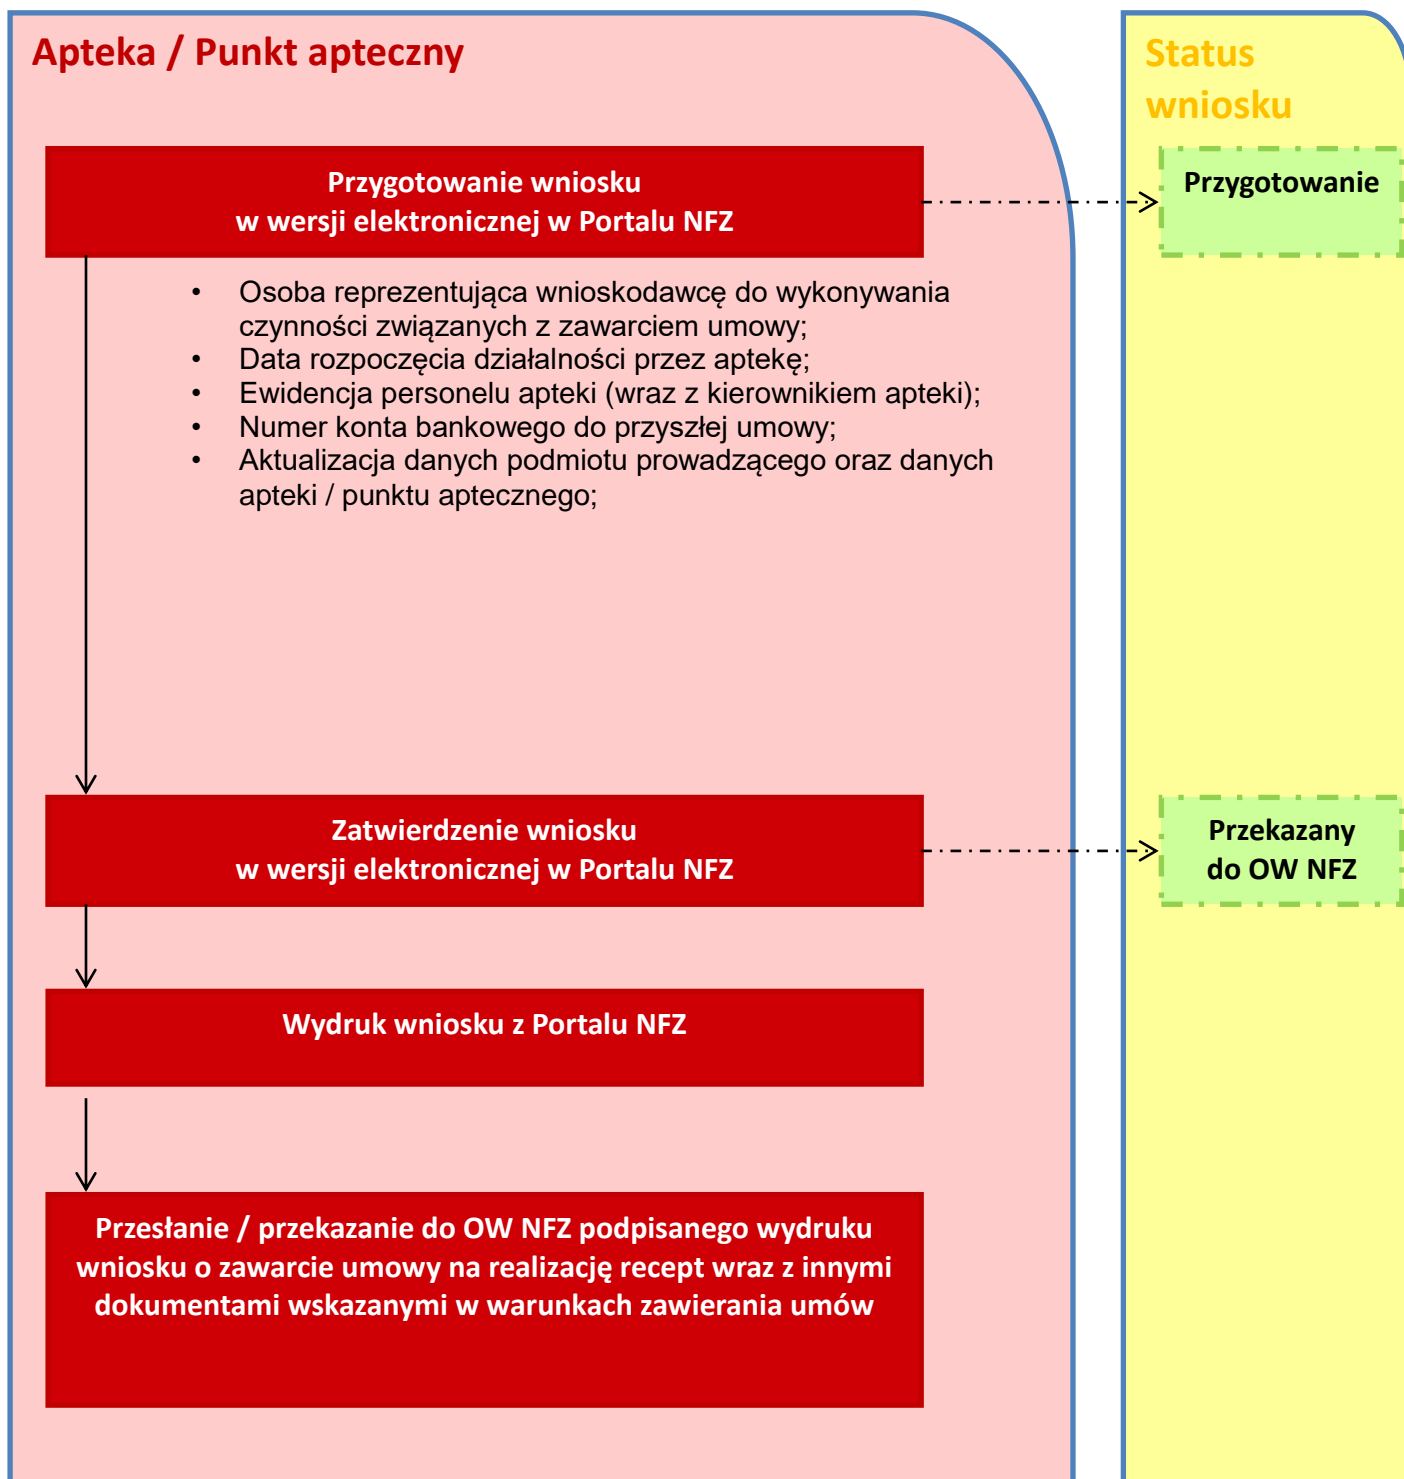 Apteka / Punkt apteczny
Status
wniosku
Przygotowanie wniosku
w wersji elektronicznej w Portalu NFZ
Przygotowanie
• Osoba reprezentująca wnioskodawcę do wykonywania
czynności związanych z zawarciem umowy;
• Data rozpoczęcia działalności przez aptekę;
• Ewidencja personelu apteki (wraz z kierownikiem apteki);
• Numer konta bankowego do przyszłej umowy;
• Aktualizacja danych podmiotu prowadzącego oraz danych
apteki / punktu aptecznego;
Zatwierdzenie wniosku
w wersji elektronicznej w Portalu NFZ
Przekazany
do OW NFZ
Wydruk wniosku z Portalu NFZ
Przesłanie / przekazanie do OW NFZ podpisanego wydruku
wniosku o zawarcie umowy na realizację recept wraz z innymi
dokumentami wskazanymi w warunkach zawierania umów